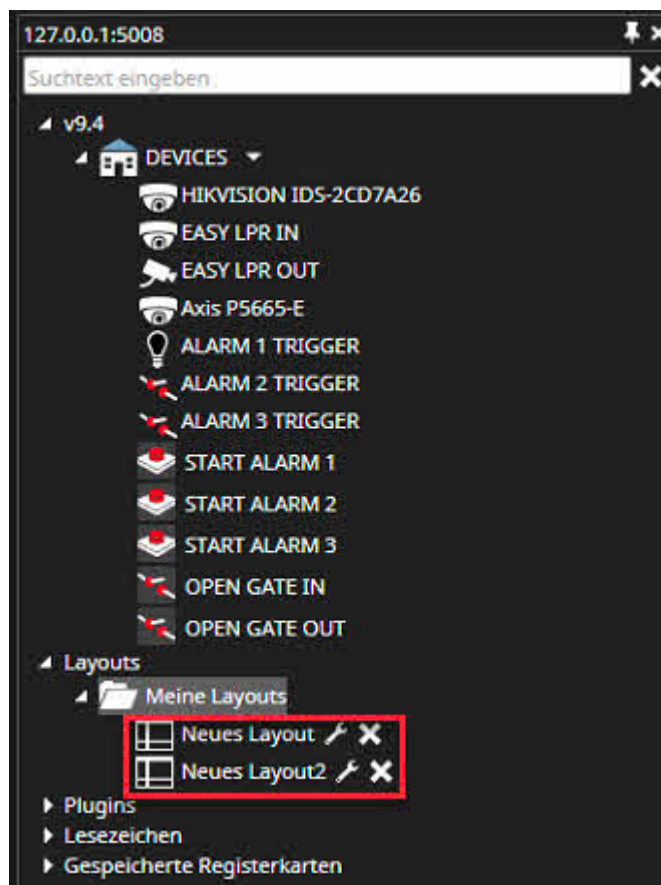 127.0.0.1:5008
Suchtext eingeben
v9.4
DEVICES
HIKVISION IDS-2CD7A26
EASY LPR IN
EASY LPR OUT
Axis P5665-E
ALARM 1 TRIGGER
ALARM 2 TRIGGER
ALARM 3 TRIGGER
START ALARM 1
START ALARM 2
START ALARM 3
OPEN GATE IN
OPEN GATE OUT
Layouts
Meine Layouts
Neues Layout
Neues Layout2
Plugins
Lesezeichen
Gespeicherte Registerkarten